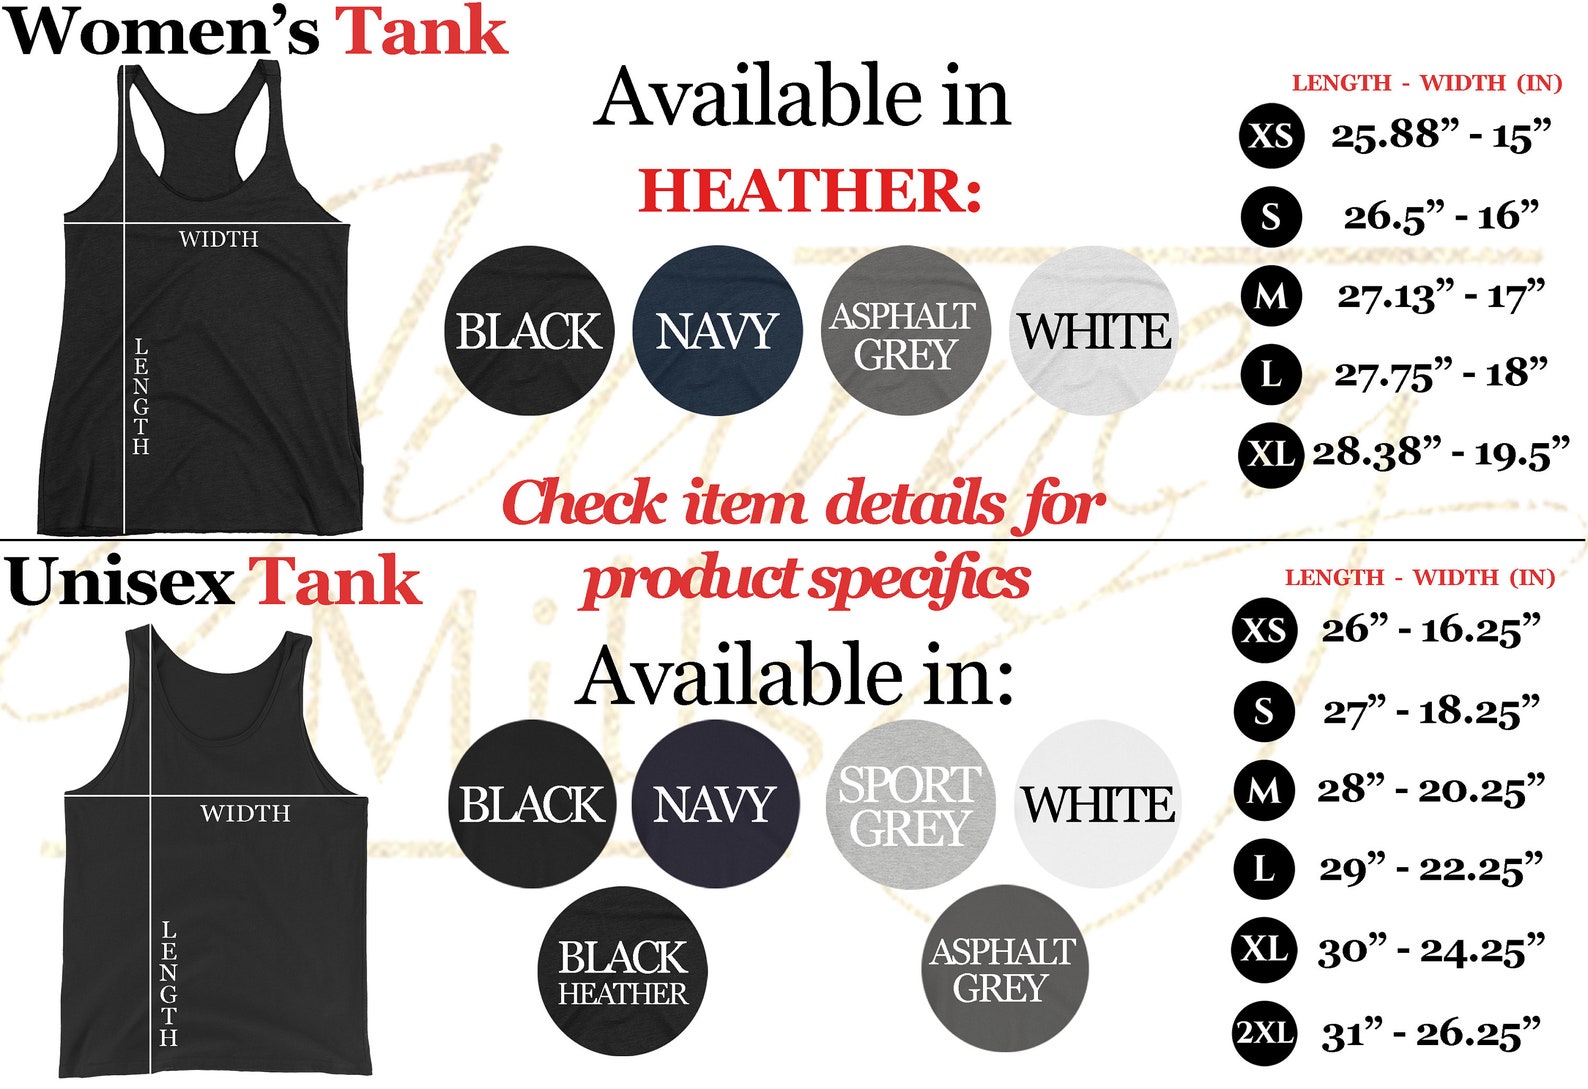 Women’s Tank
WIDTH
LENGTH
Available in
HEATHER:
BLACK
NAVY
ASPHALT
GREY
WHITE
LENGTH - WIDTH (IN)
XS 25.88” - 15”
S 26.5” - 16”
M 27.13” - 17”
L 27.75” - 18”
XL 28.38” - 19.5”
Check item details for
product specifics
Unisex Tank
WIDTH
LENGTH
Available in:
BLACK
NAVY
SPORT
GREY
WHITE
BLACK
HEATHER
ASPHALT
GREY
LENGTH - WIDTH (IN)
XS 26” - 16.25”
S 27” - 18.25”
M 28” - 20.25”
L 29” - 22.25”
XL 30” - 24.25”
2XL 31” - 26.25”